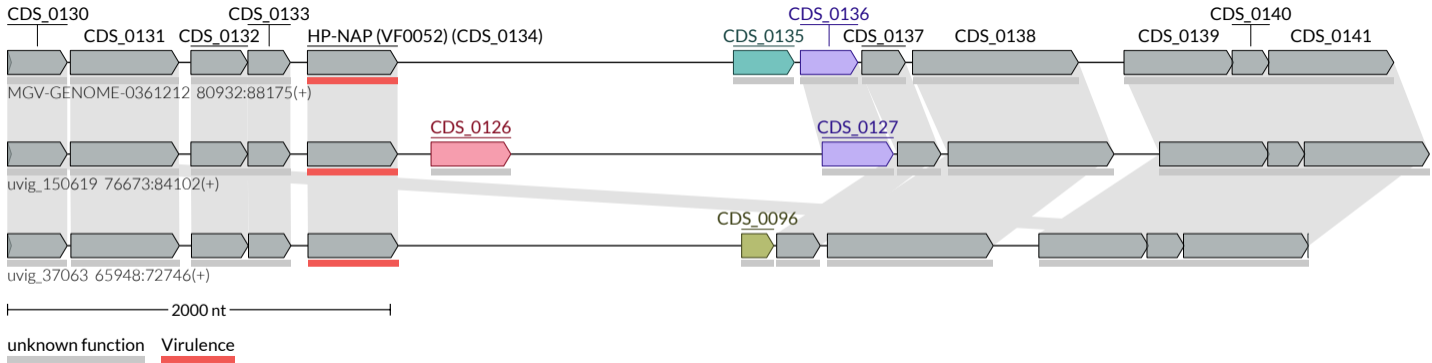 CDS_0130 CDS_0133 CDS_0136 CDS_0140
CDS_0131 CDS_0132 HP-NAP (VF0052) (CDS_0134) CDS_0135 CDS_0137 CDS_0138 CDS_0139 CDS_0141
MGV-GENOME-0361212 80932:88175(+)
CDS_0126 CDS_0127
uvig_150619 76673:84102(+)
CDS_0096
uvig_37063 65948:72746(+)
2000 nt
unknown function Virulence